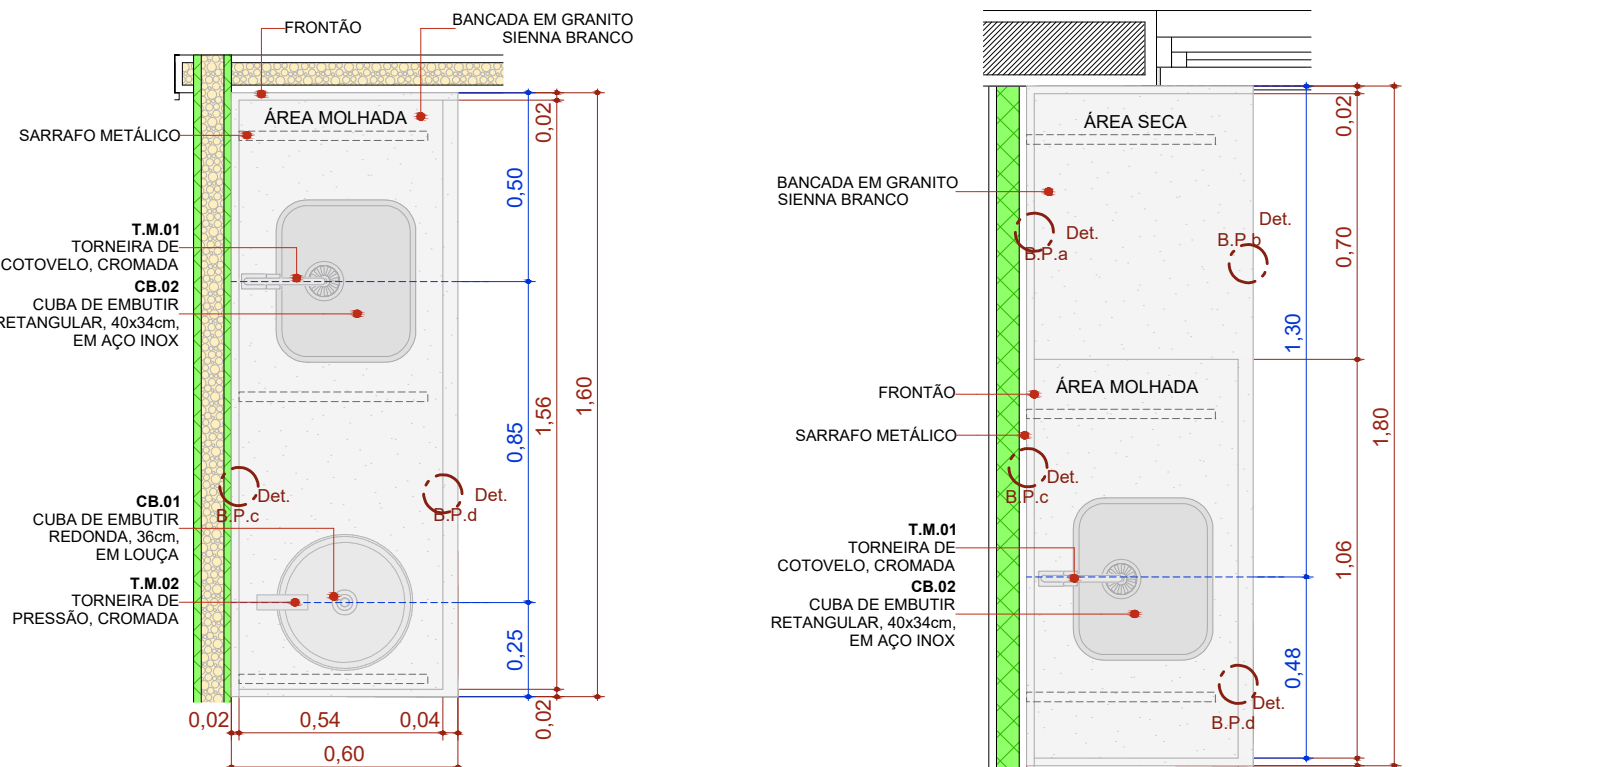 FRONTÃO
BANCADA EM GRANITO
SIENNA BRANCO
ÁREA MOLHADA
SARRAFO METÁLICO
T.M.01
TORNEIRA DE
COTOVELO, CROMADA
CB.02
CUBA DE EMBUTIR
RETANGULAR, 40x34cm,
EM AÇO INOX
CB.01
CUBA DE EMBUTIR
REDONDA, 36cm,
EM LOUÇA
T.M.02
TORNEIRA DE
PRESSÃO, CROMADA
Det.
B.P.c
Det.
B.P.d
0,02
0,50
1,56
1,60
0,85
0,25
0,02
0,02
0,54
0,04
0,60
ÁREA SECA
BANCADA EM GRANITO
SIENNA BRANCO
Det.
B.P.a
Det.
B.P.b
FRONTÃO
ÁREA MOLHADA
SARRAFO METÁLICO
Det.
B.P.c
T.M.01
TORNEIRA DE
COTOVELO, CROMADA
CB.02
CUBA DE EMBUTIR
RETANGULAR, 40x34cm,
EM AÇO INOX
Det.
B.P.d
0,02
0,70
1,30
1,80
1,06
0,48